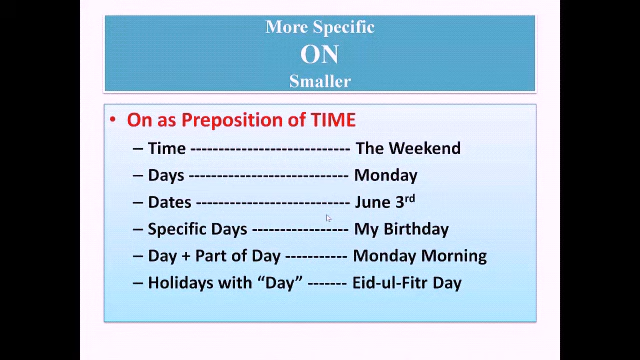 More Specific
ON
Smaller
• On as Preposition of TIME
– Time ---------------------------- The Weekend
– Days ---------------------------- Monday
– Dates --------------------------- June 3rd
– Specific Days ----------------- My Birthday
– Day + Part of Day ----------- Monday Morning
– Holidays with “Day” ------- Eid-ul-Fitr Day